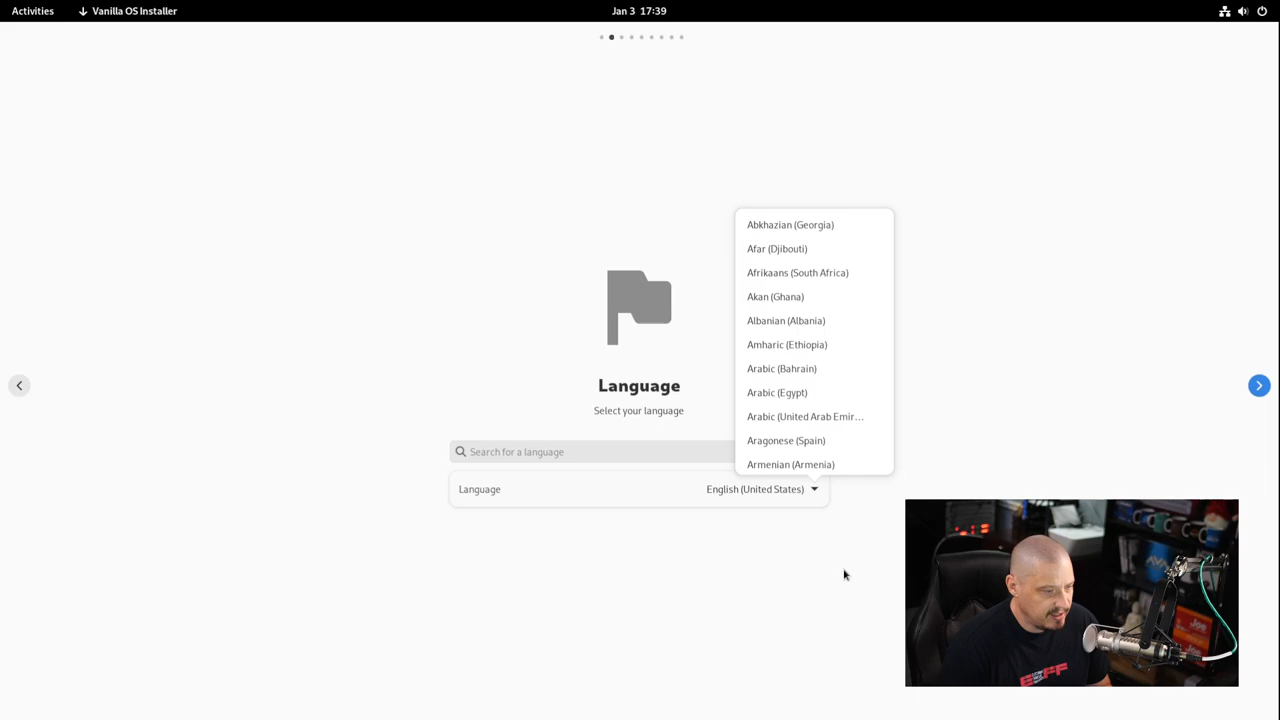 Activities
Vanilla OS Installer
Jan 3 17:39
Language
Select your language
Search for a language
Language
English (United States)
Abkhazian (Georgia)
Afar (Djibouti)
Afrikaans (South Africa)
Akan (Ghana)
Albanian (Albania)
Amharic (Ethiopia)
Arabic (Bahrain)
Arabic (Egypt)
Arabic (United Arab Emir…
Aragonese (Spain)
Armenian (Armenia)
Joe